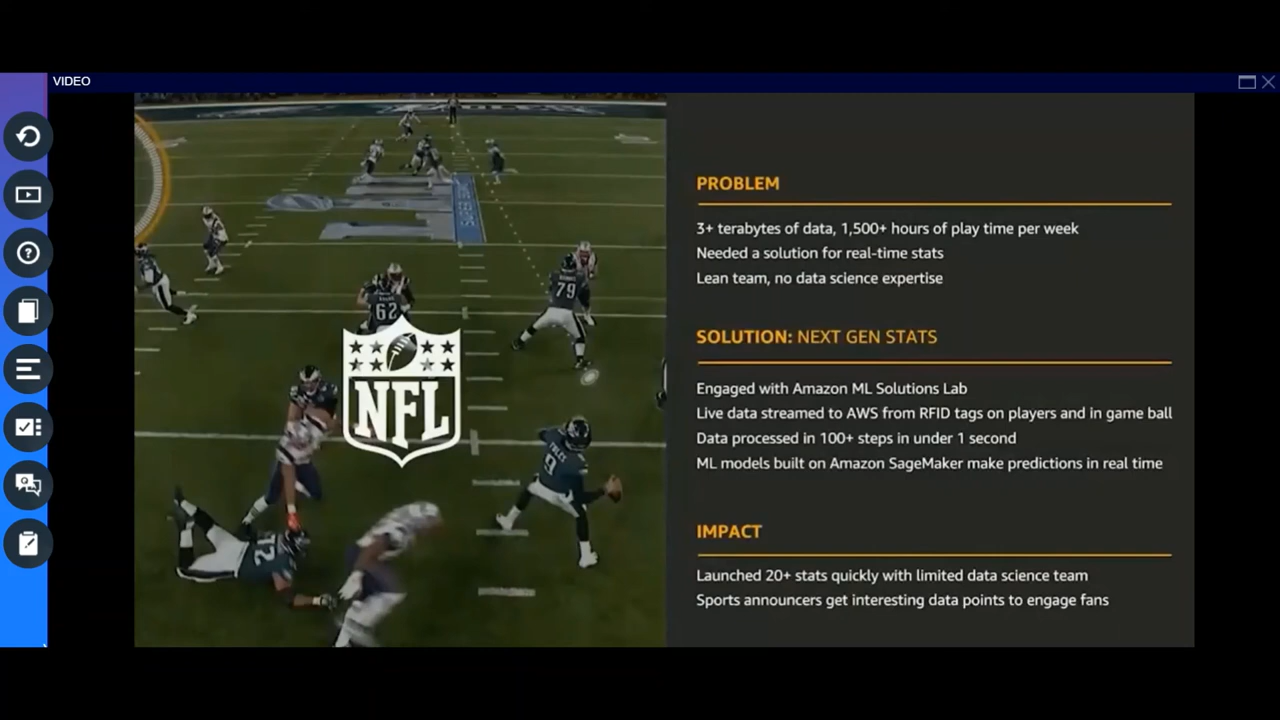 VIDEO
PROBLEM
3+ terabytes of data, 1,500+ hours of play time per week
Needed a solution for real-time stats
Lean team, no data science expertise
SOLUTION: NEXT GEN STATS
Engaged with Amazon ML Solutions Lab
Live data streamed to AWS from RFID tags on players and in game ball
Data processed in 100+ steps in under 1 second
ML models built on Amazon SageMaker make predictions in real time
IMPACT
Launched 20+ stats quickly with limited data science team
Sports announcers get interesting data points to engage fans
NFL
79
62
FOLES
9